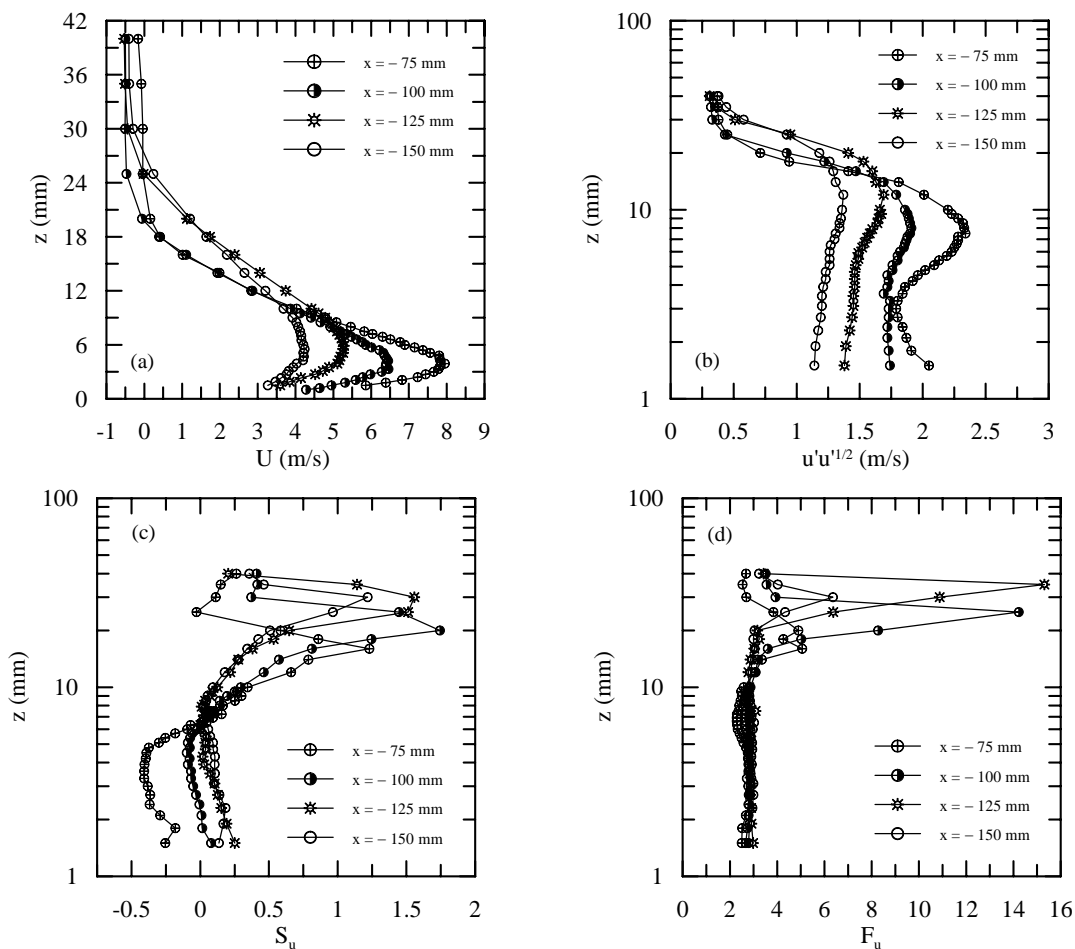 42
36
30
24
18
12
6
0
z (mm)
(a)
x = − 75 mm
x = − 100 mm
x = − 125 mm
x = − 150 mm
-1 0 1 2 3 4 5 6 7 8 9
U (m/s)
100
10
1
z (mm)
(b)
x = − 75 mm
x = − 100 mm
x = − 125 mm
x = − 150 mm
0 0.5 1 1.5 2 2.5 3
u'u'1/2 (m/s)
100
10
1
z (mm)
(c)
x = − 75 mm
x = − 100 mm
x = − 125 mm
x = − 150 mm
-0.5 0 0.5 1 1.5 2
Su
100
10
1
z (mm)
(d)
x = − 75 mm
x = − 100 mm
x = − 125 mm
x = − 150 mm
0 2 4 6 8 10 12 14 16
Fu